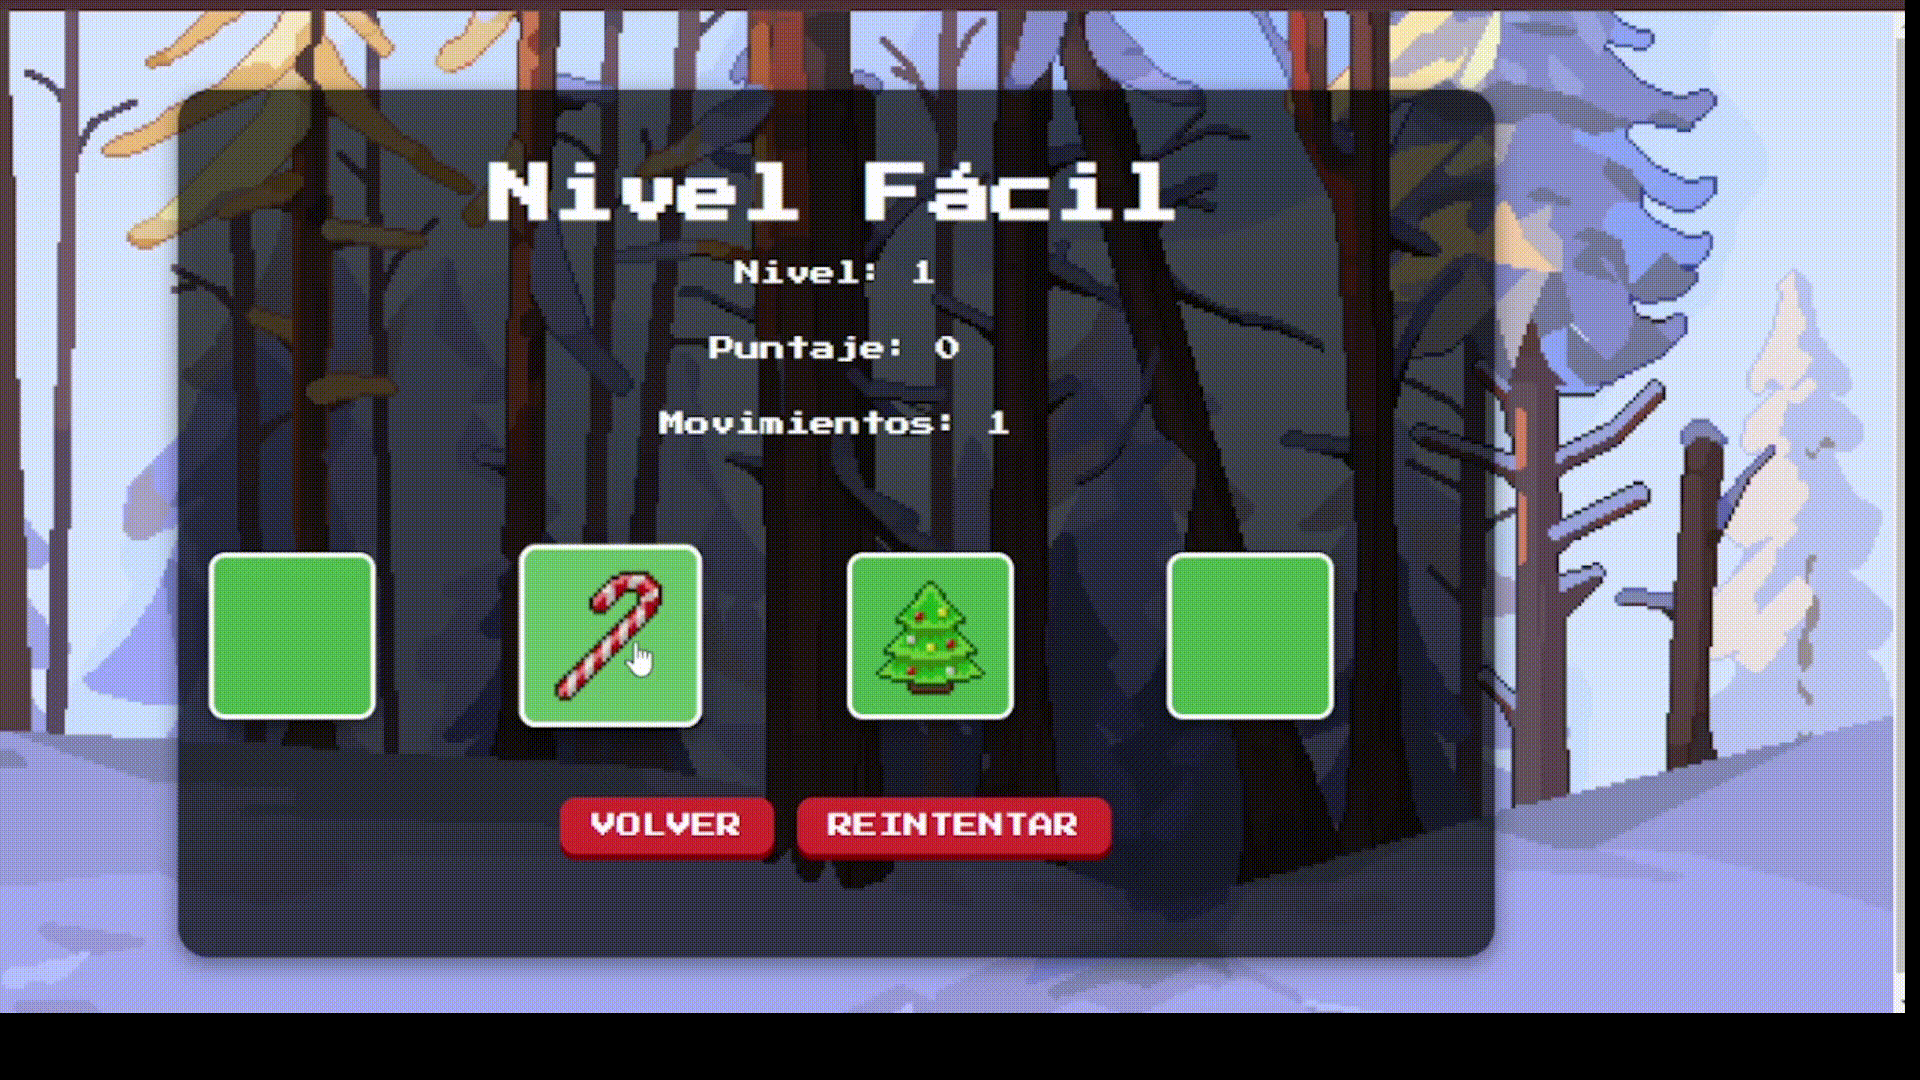 Nivel Fácil
Nivel: 1
Puntaje: 0
Movimientos: 1
VOLVER
REINTENTAR